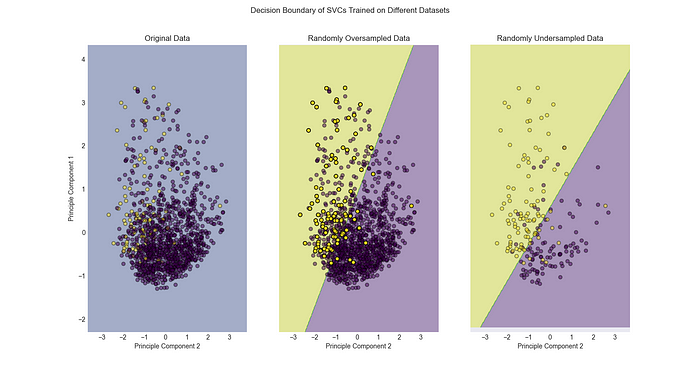 Decision Boundary of SVCs Trained on Different Datasets
Original Data
Randomly Oversampled Data
Randomly Undersampled Data
Principle Component 1
4
3
2
1
0
−1
−2
−3 −2 −1 0 1 2 3
−3 −2 −1 0 1 2 3
−3 −2 −1 0 1 2 3
Principle Component 2
Principle Component 2
Principle Component 2